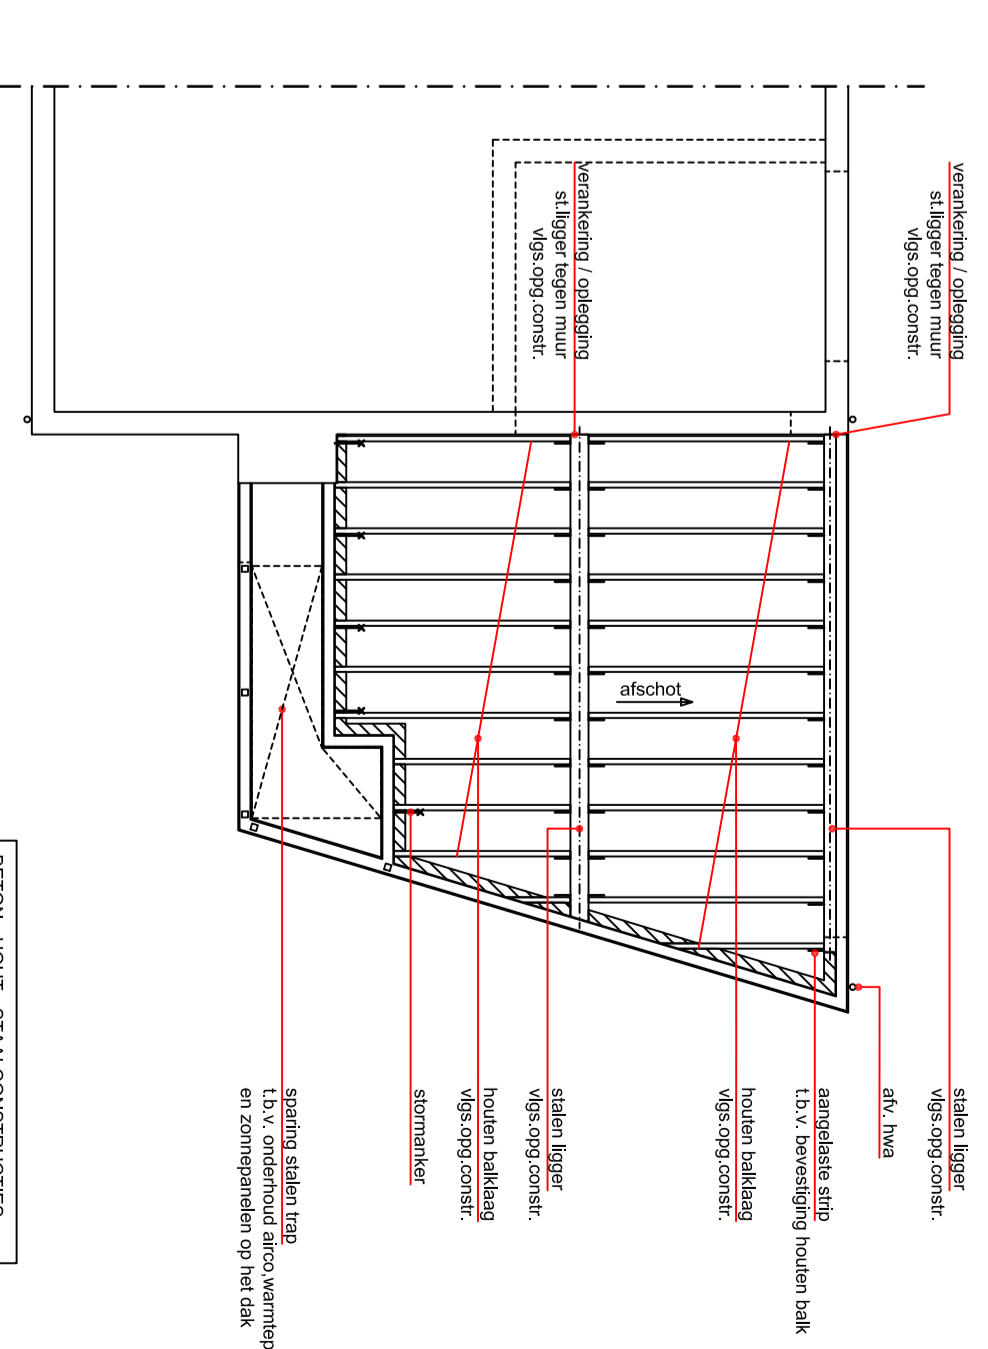 verankering / oplegging
st.ligger tegen muur
vlgs.opg.constr.
verankering / oplegging
st.ligger tegen muur
vlgs.opg.constr.
afschot
stalen ligger
vlgs.opg.constr.
afv. hwa
aangelaste strip
t.b.v. bevestiging houten balk
houten balklaag
vlgs.opg.constr.
stalen ligger
vlgs.opg.constr.
houten balklaag
vlgs.opg.constr.
stormanker
sparing stalen trap
t.b.v. onderhoud airco,warmtep
en zonnepanelen op het dak